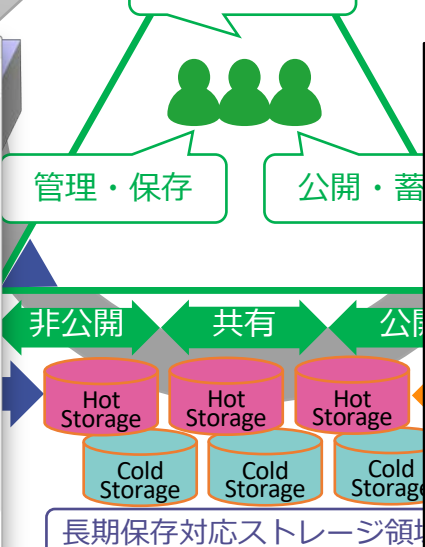 管理・保存
公開・蓄
非公開
共有
公開
Hot
Storage
Hot
Storage
Hot
Storage
Cold
Storage
Cold
Storage
Cold
Storage
長期保存対応ストレージ領域